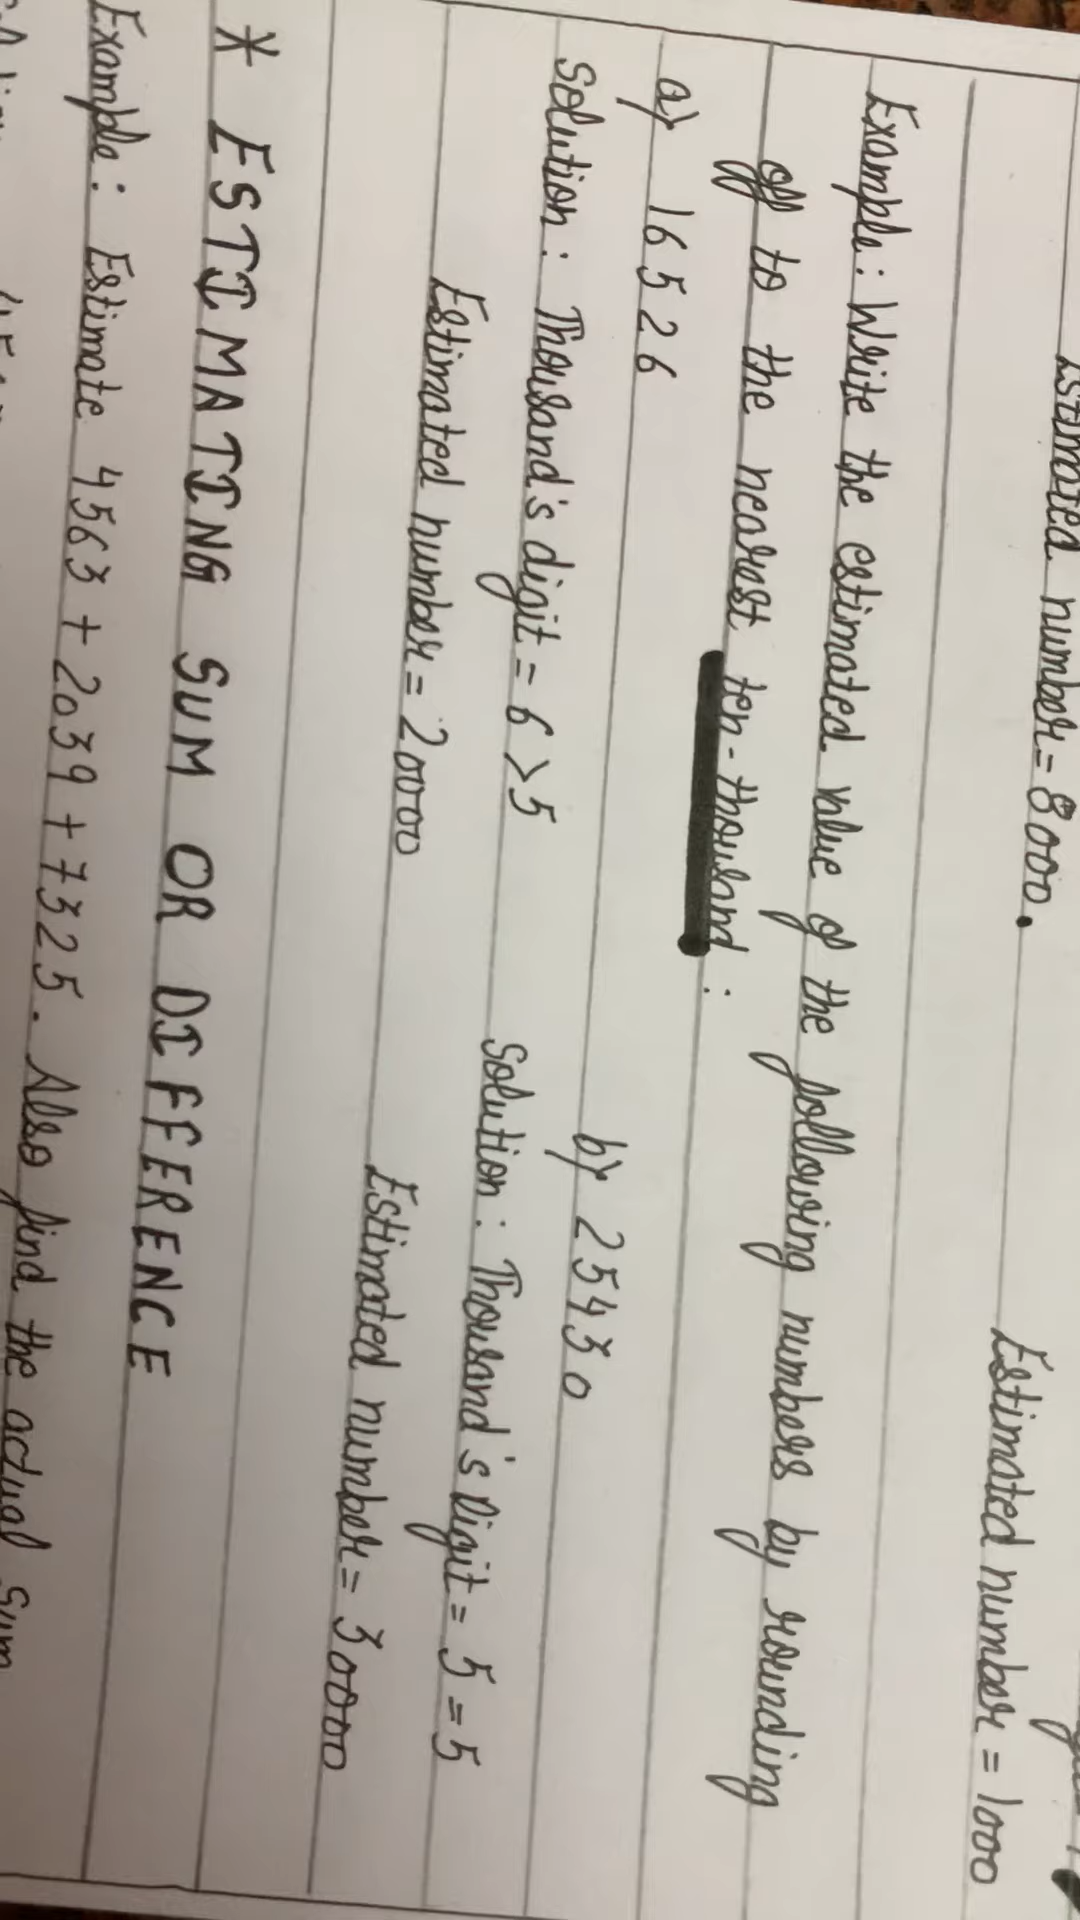 Estimated number = 8000.
Estimated number = 1000
Example: Write the estimated value of the following numbers by rounding
off to the nearest ten-thousand :
a) 16526
b) 25430
Solution: Thousand's digit = 6 > 5
Solution: Thousand's Digit = 5 = 5
Estimated number = 20000
Estimated number = 30000
* ESTIMATING SUM OR DIFFERENCE
Example: Estimate 4563 + 2039 + 7325. Also find the actual sum